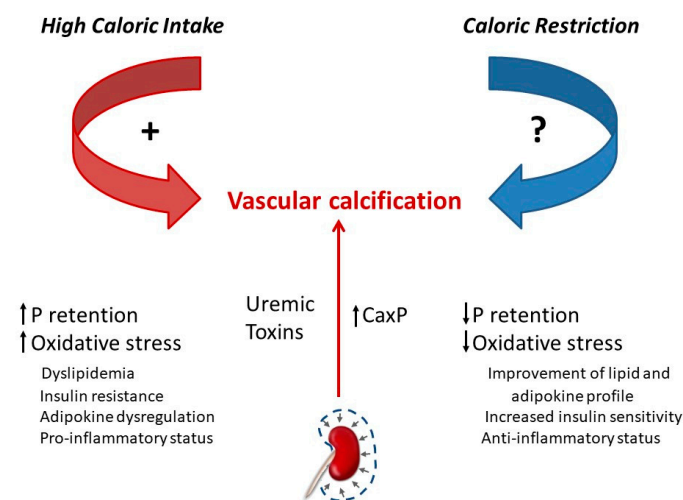 High Caloric Intake
Caloric Restriction
+
?
Vascular calcification
Uremic
Toxins
↑CaxP
↑P retention
↑Oxidative stress
Dyslipidemia
Insulin resistance
Adipokine dysregulation
Pro-inflammatory status
↓P retention
↓Oxidative stress
Improvement of lipid and
adipokine profile
Increased insulin sensitivity
Anti-inflammatory status